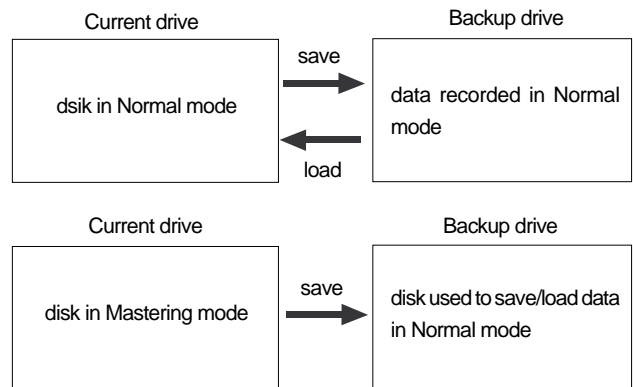 Current drive
Backup drive
save
dsik in Normal mode
data recorded in Normal
mode
load
Current drive
Backup drive
save
disk in Mastering mode
disk used to save/load data
in Normal mode